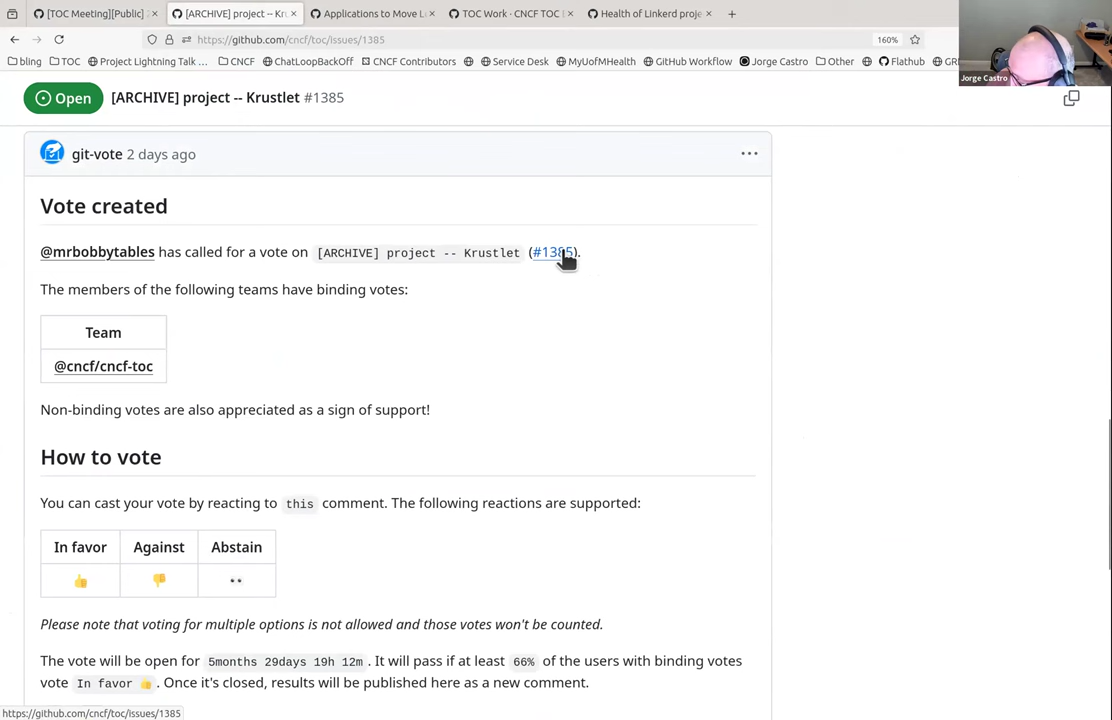 [TOC Meeting][Public]
[ARCHIVE] project -- Kru
Applications to Move L
TOC Work · CNCF TOC
Health of Linkerd proje
https://github.com/cncf/toc/issues/1385
160%
bling
TOC
Project Lightning Talk ...
CNCF
ChatLoopBackOff
CNCF Contributors
Service Desk
MyUofMHealth
GitHub Workflow
Jorge Castro
Other
Flathub
Jorge Castro
Open
[ARCHIVE] project -- Krustlet #1385
git-vote 2 days ago
Vote created
@mrbobbytables has called for a vote on [ARCHIVE] project -- Krustlet (#1385).
The members of the following teams have binding votes:
Team
@cncf/cncf-toc
Non-binding votes are also appreciated as a sign of support!
How to vote
You can cast your vote by reacting to this comment. The following reactions are supported:
In favor Against Abstain
👍 👎 👀
Please note that voting for multiple options is not allowed and those votes won't be counted.
The vote will be open for 5months 29days 19h 12m. It will pass if at least 66% of the users with binding votes
vote In favor 👍. Once it's closed, results will be published here as a new comment.
https://github.com/cncf/toc/issues/1385